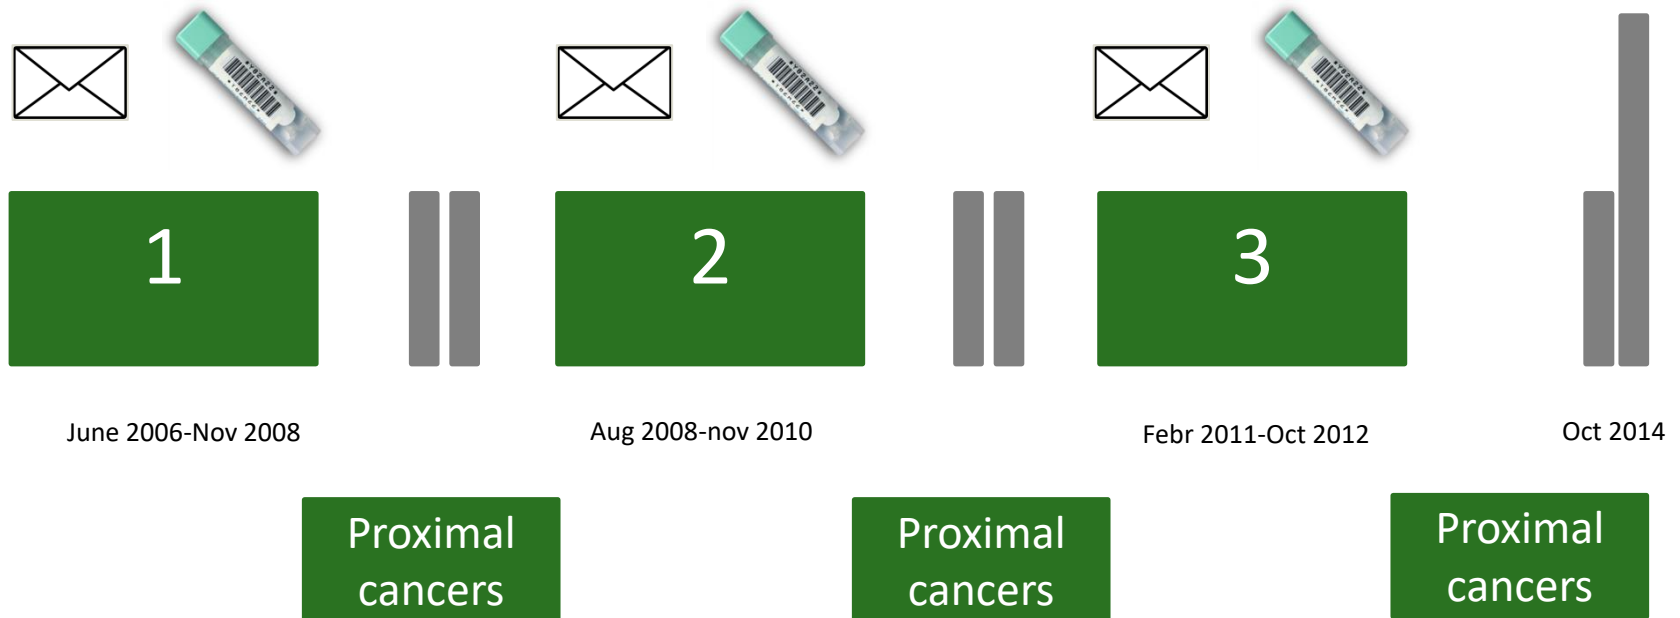 1
2
3
June 2006-Nov 2008
Aug 2008-nov 2010
Febr 2011-Oct 2012
Oct 2014
Proximal
cancers
Proximal
cancers
Proximal
cancers